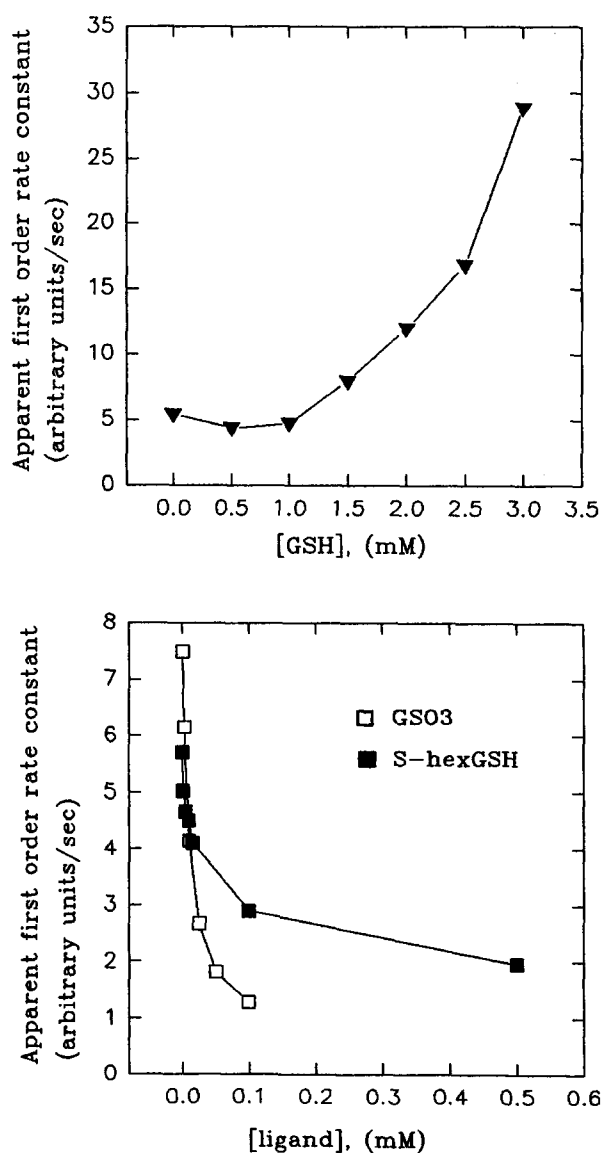 Apparent first order rate constant
(arbitrary units/sec)
35
30
25
20
15
10
5
0
0.0 0.5 1.0 1.5 2.0 2.5 3.0 3.5
[GSH], (mM)
Apparent first order rate constant
(arbitrary units/sec)
8
7
6
5
4
3
2
1
0
GSO3
S-hexGSH
0.0 0.1 0.2 0.3 0.4 0.5 0.6
[ligand], (mM)